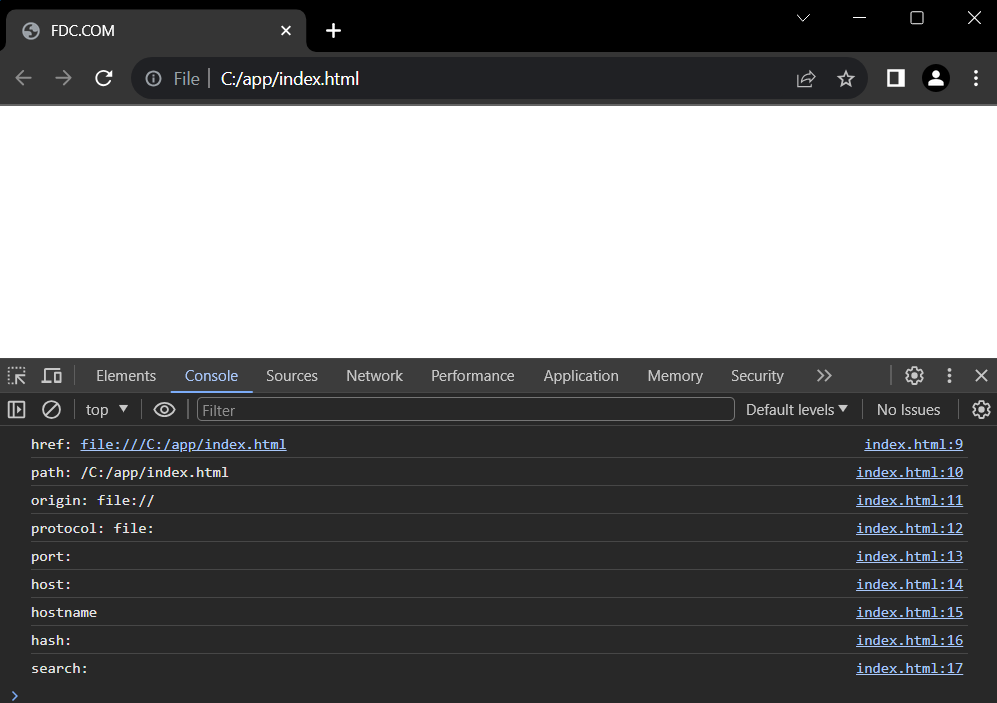 FDC.COM
File C:/app/index.html
Elements Console Sources Network Performance Application Memory Security
top Filter Default levels No Issues
href: file:///C:/app/index.html index.html:9
path: /C:/app/index.html index.html:10
origin: file:// index.html:11
protocol: file: index.html:12
port: index.html:13
host: index.html:14
hostname index.html:15
hash: index.html:16
search: index.html:17